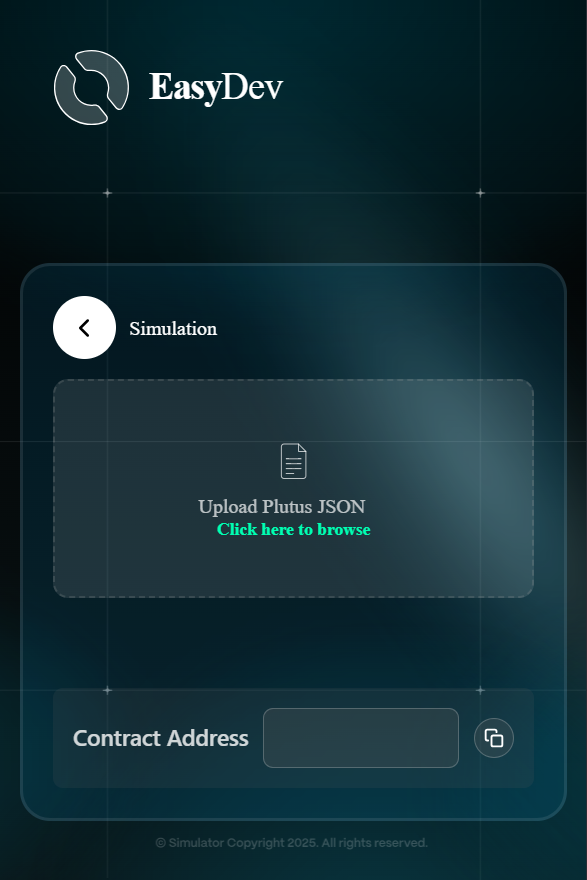 EasyDev
Simulation
Upload Plutus JSON
Click here to browse
Contract Address
© Simulator Copyright 2025. All rights reserved.